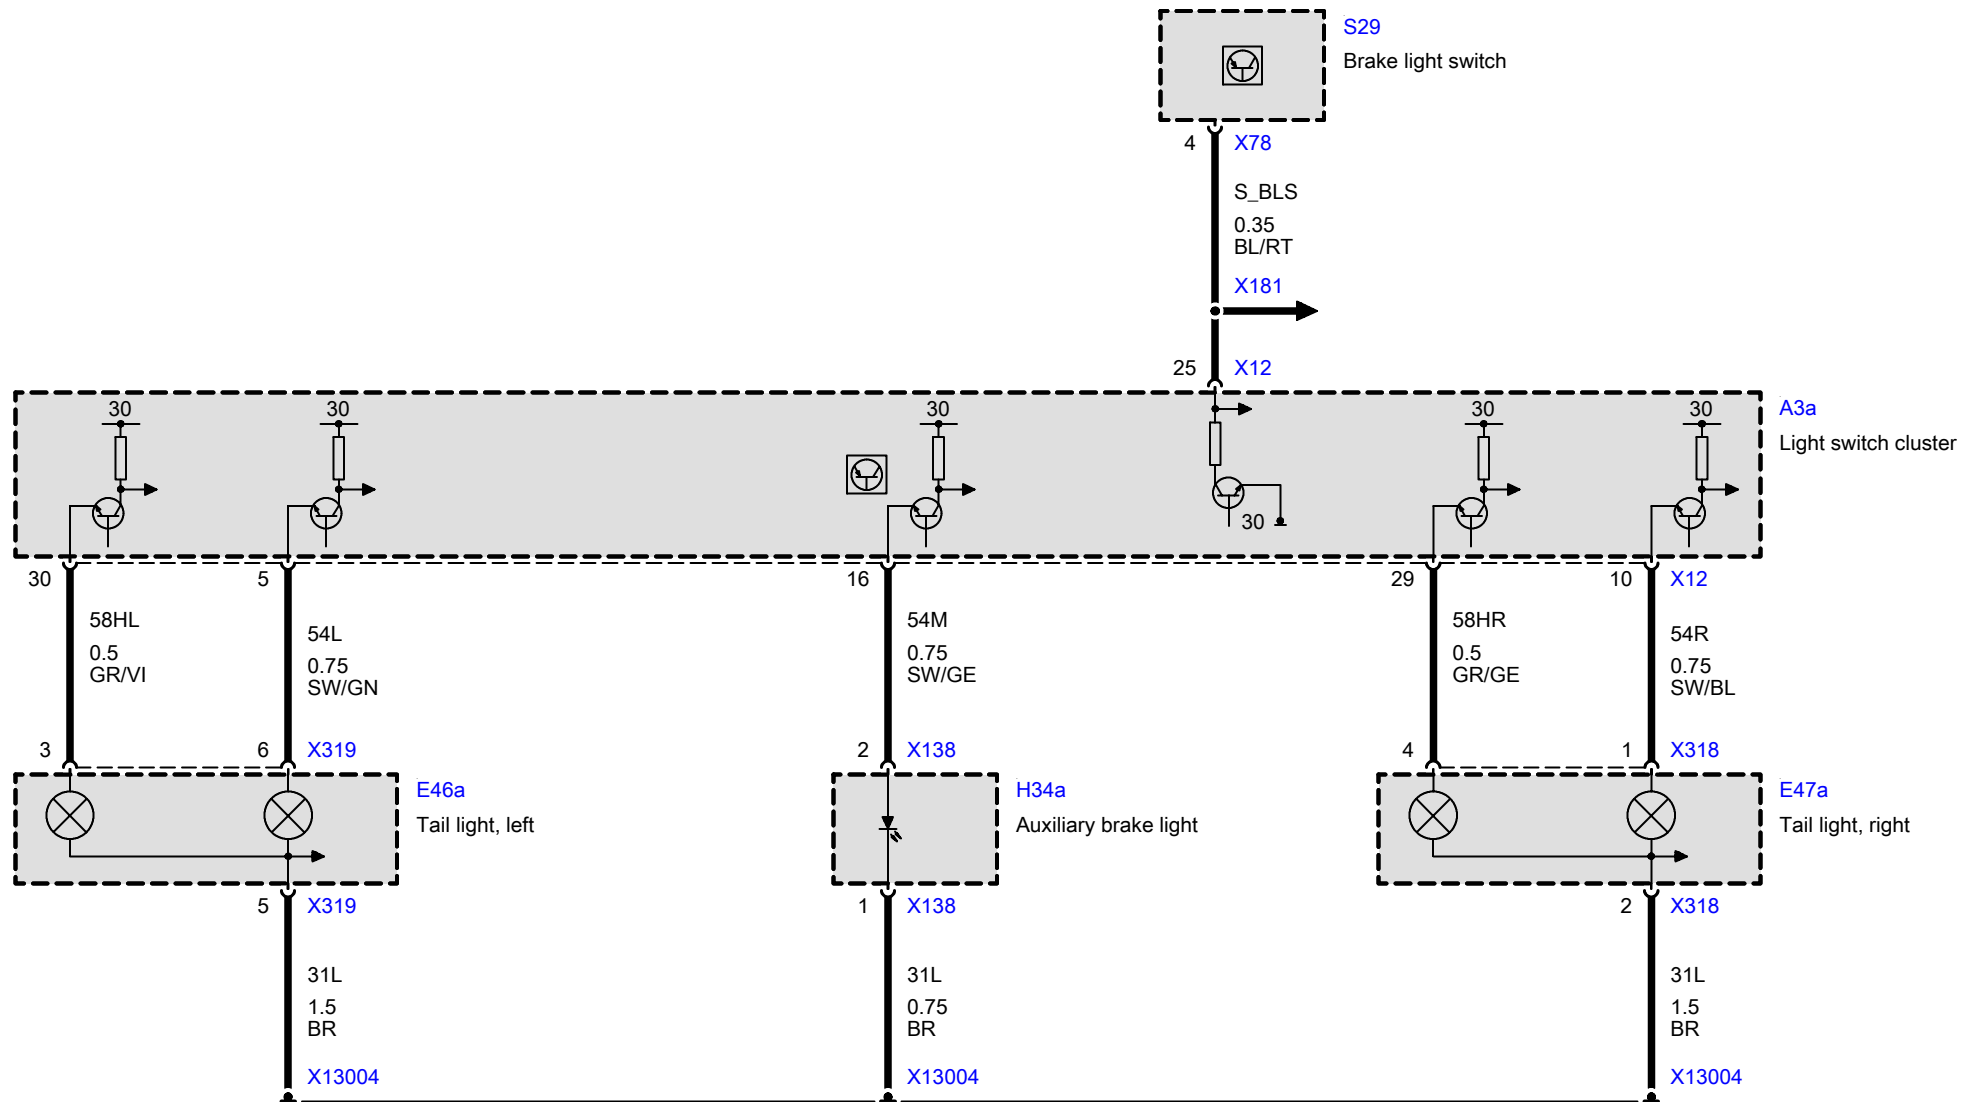 S29
Brake light switch
4
X78
S_BLS
0.35
BL/RT
X181
25
X12
30
30
30
30
30
A3a
Light switch cluster
30
30
5
16
29
10
X12
58HL
0.5
GR/VI
54L
0.75
SW/GN
54M
0.75
SW/GE
58HR
0.5
GR/GE
54R
0.75
SW/BL
3
6
X319
2
X138
4
1
X318
E46a
Tail light, left
H34a
Auxiliary brake light
E47a
Tail light, right
5
X319
1
X138
2
X318
31L
1.5
BR
31L
0.75
BR
31L
1.5
BR
X13004
X13004
X13004